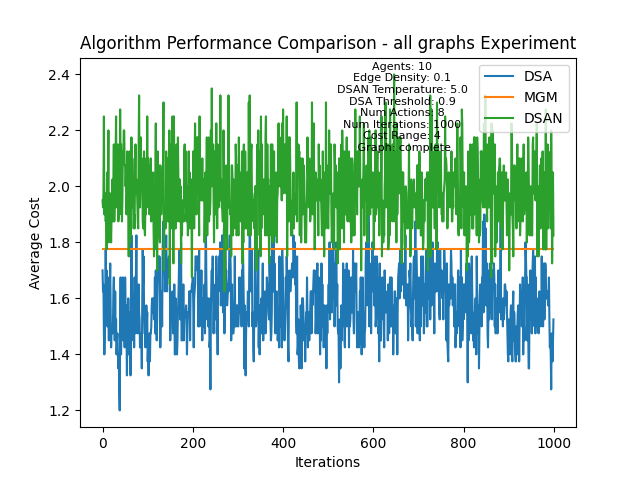 Algorithm Performance Comparison - all graphs Experiment
Agents: 10
Edge Density: 0.1
DSAN Temperature: 5.0
DSA Threshold: 0.9
Num Actions: 8
Num Iterations: 1000
Cost Range: 4
Graph: complete
DSA
MGM
DSAN
Average Cost
2.4
2.2
2.0
1.8
1.6
1.4
1.2
0
200
400
600
800
1000
Iterations